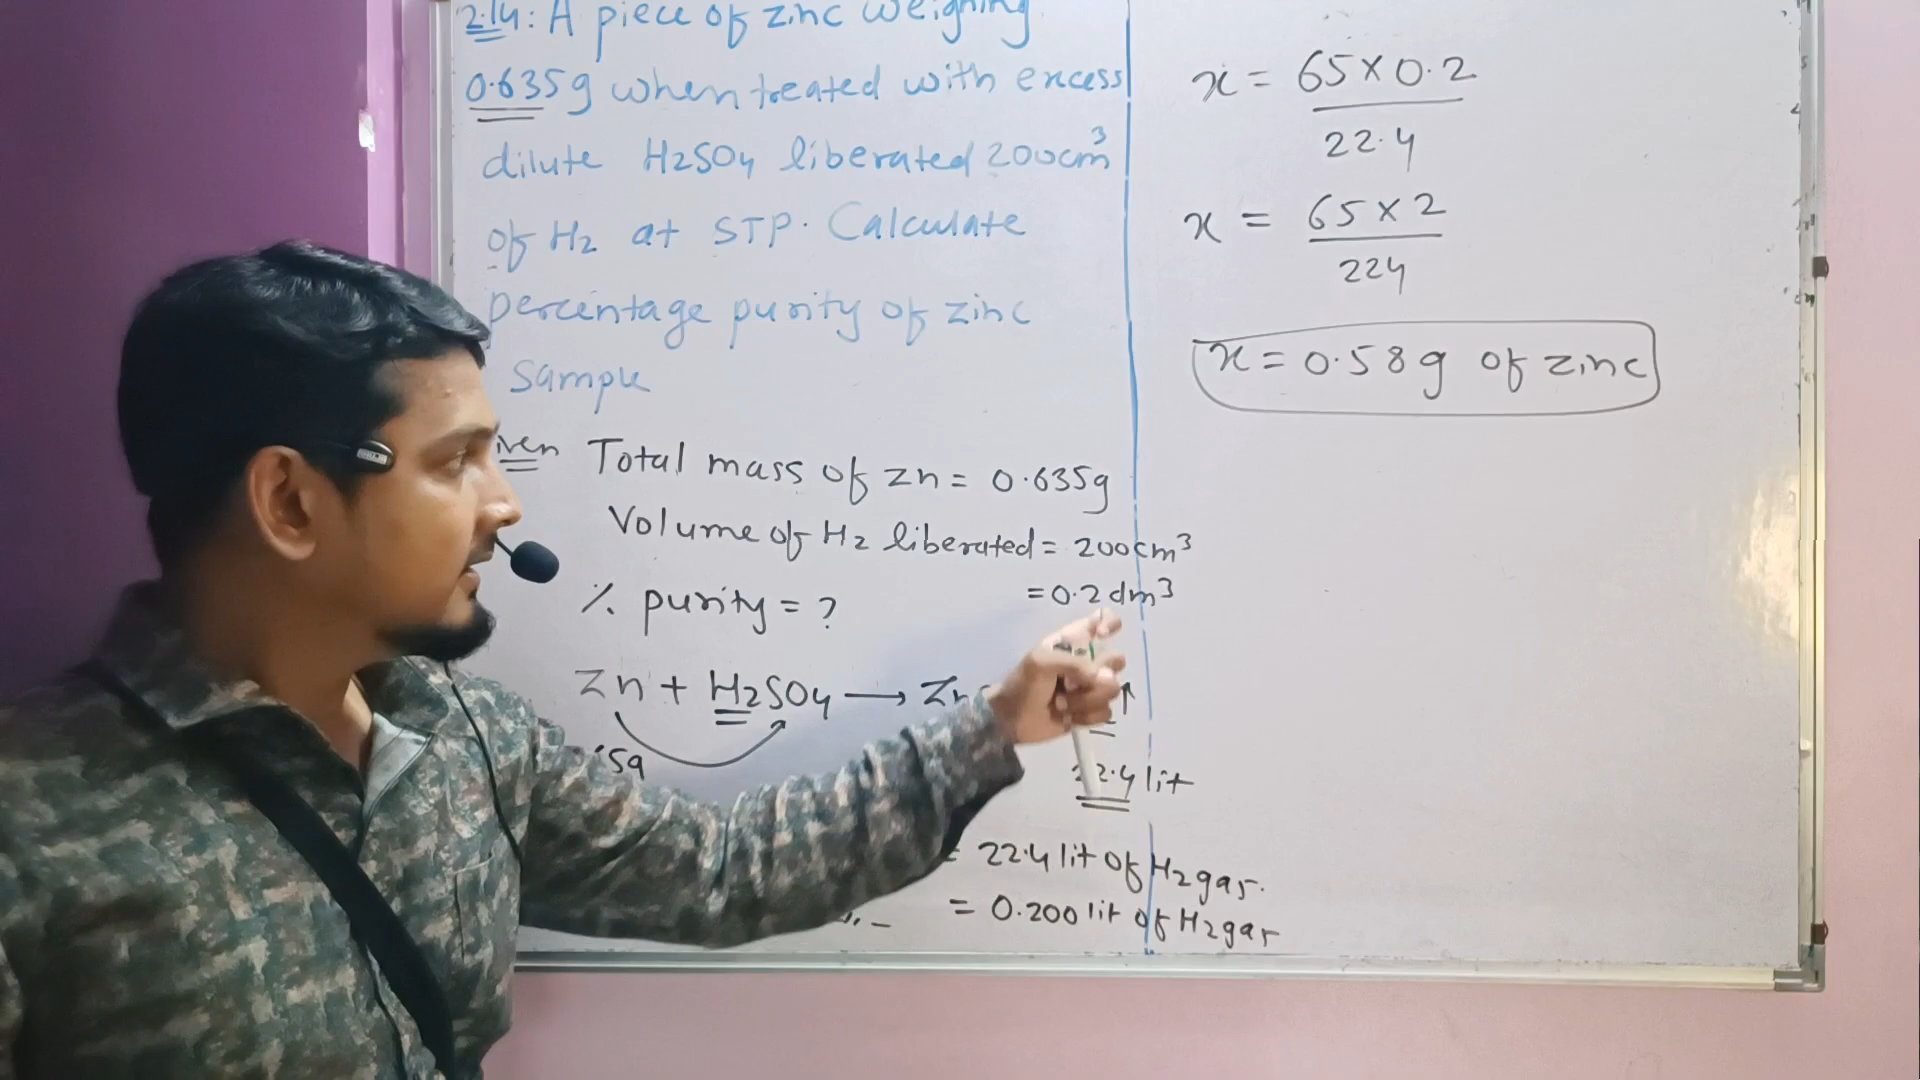 2.14: A piece of zinc weighing
0.635g when treated with excess
dilute H2SO4 liberated 200cm³
of H2 at STP. Calculate
percentage purity of zinc
sample
Total mass of zn = 0.635g
Volume of H2 liberated = 200cm³
= 0.2dm³
% purity = ?
Zn + H2SO4 → Zn
22.4 lit
= 22.4 lit of H2 gas.
= 0.200 lit of H2 gas
x = 65 × 0.2
22.4
x = 65 × 2
224
x = 0.58g of zinc